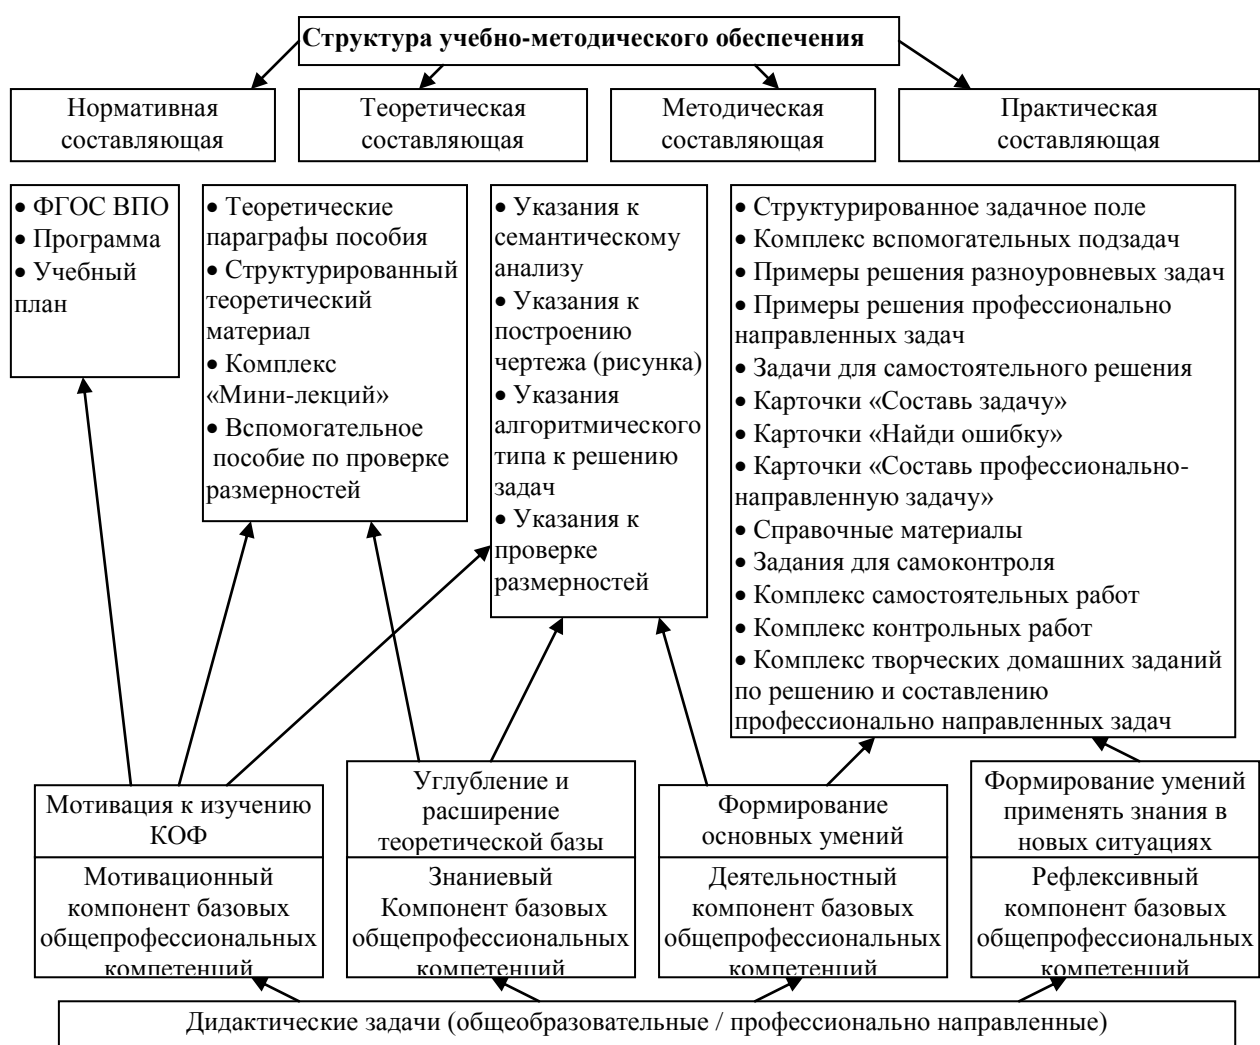 Структура учебно-методического обеспечения
Нормативная
составляющая
Теоретическая
составляющая
Методическая
составляющая
Практическая
составляющая
• ФГОС ВПО
• Программа
• Учебный
план
• Теоретические
параграфы пособия
• Структурированный
теоретический
материал
• Комплекс
«Мини-лекций»
• Вспомогательное
пособие по проверке
размерностей
• Указания к
семантическому
анализу
• Указания к
построению
чертежа (рисунка)
• Указания
алгоритмического
типа к решению
задач
• Указания к
проверке
размерностей
• Структурированное задачное поле
• Комплекс вспомогательных подзадач
• Примеры решения разноуровневых задач
• Примеры решения профессионально
направленных задач
• Задачи для самостоятельного решения
• Карточки «Составь задачу»
• Карточки «Найди ошибку»
• Карточки «Составь профессионально-
направленную задачу»
• Справочные материалы
• Задания для самоконтроля
• Комплекс самостоятельных работ
• Комплекс контрольных работ
• Комплекс творческих домашних заданий
по решению и составлению
профессионально направленных задач
Мотивация к изучению
КОФ
Углубление и
расширение
теоретической базы
Формирование
основных умений
Формирование умений
применять знания в
новых ситуациях
Мотивационный
компонент базовых
общепрофессиональных
компетенций
Знаниевый
Компонент базовых
общепрофессиональных
компетенций
Деятельностный
компонент базовых
общепрофессиональных
компетенций
Рефлексивный
компонент базовых
общепрофессиональных
компетенций
Дидактические задачи (общеобразовательные / профессионально направленные)